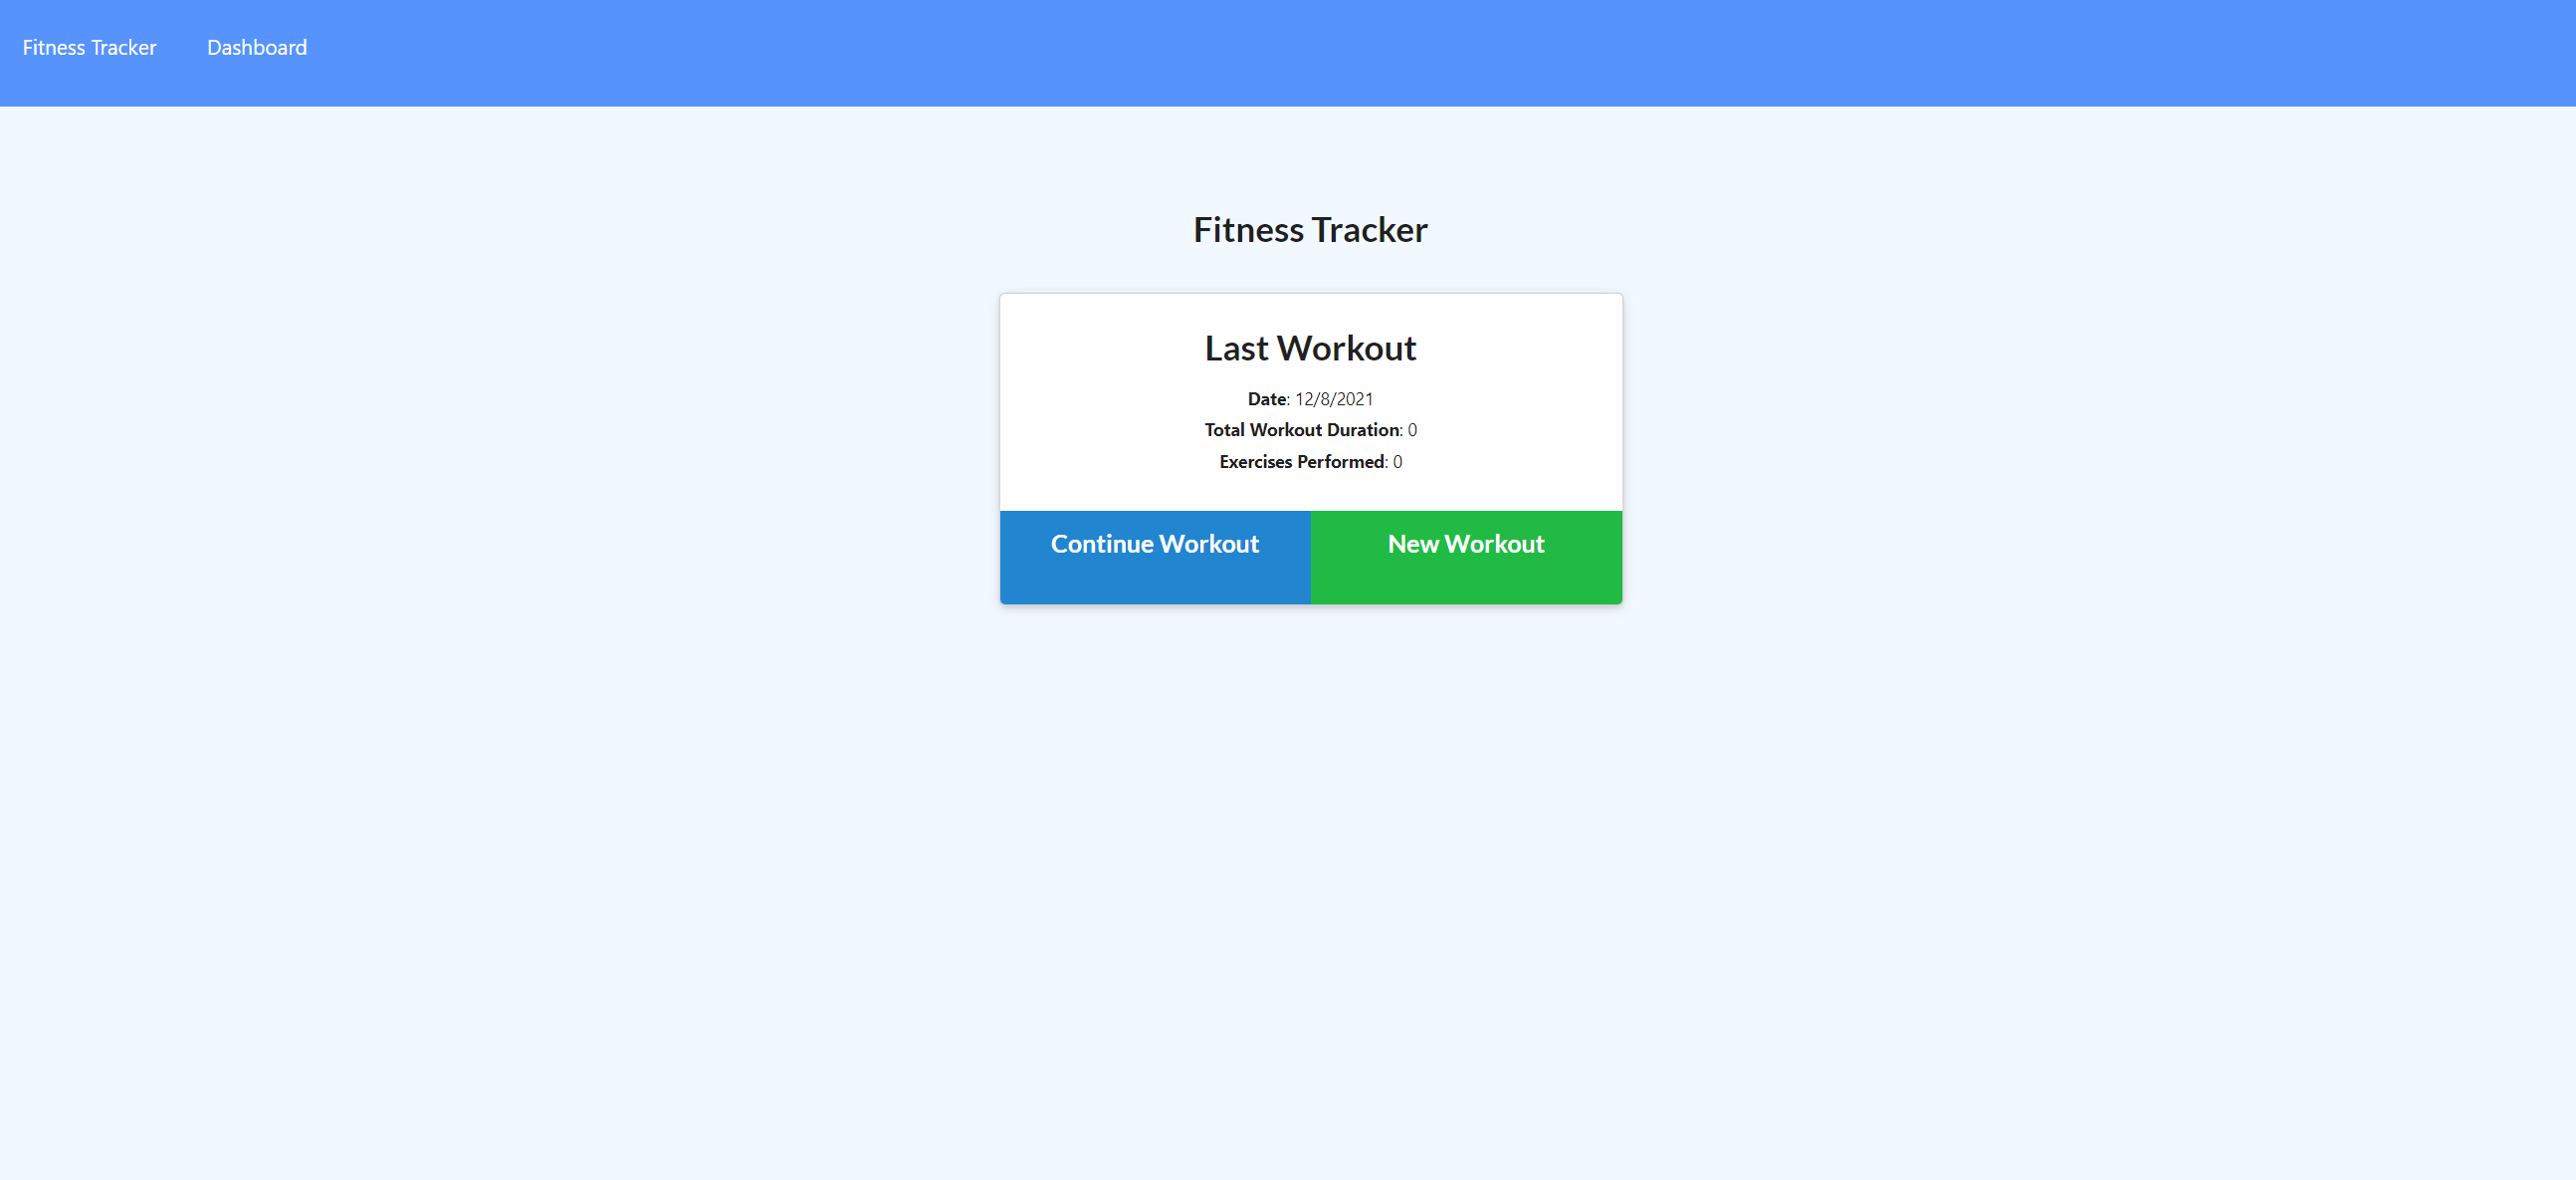 Fitness Tracker Dashboard
Fitness Tracker
Last Workout
Date: 12/8/2021
Total Workout Duration: 0
Exercises Performed: 0
Continue Workout New Workout